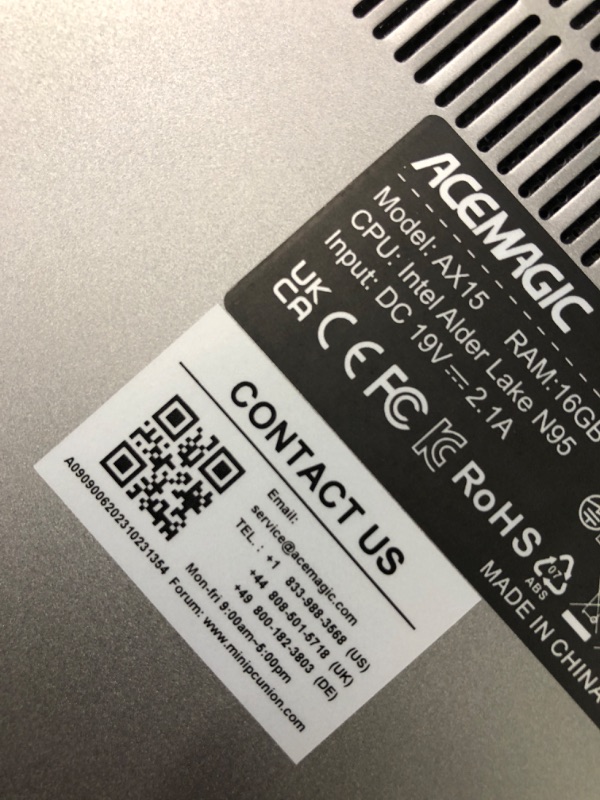 ACEMAGIC
Model: AX15 RAM:16GB
CPU: Intel Alder Lake N95
Input: DC 19V⎓2.1A
UK
CA CE FC RoHS
07
ABS
MADE IN CHINA
CONTACT US
Email:
service@acemagic.com
TEL. : +1 833-988-3568 (US)
+44 808-501-5718 (UK)
+49 800-182-3803 (DE)
Mon-fri 9:00am~5:00pm
Forum: www.minipcunion.com
A0909006202310231354